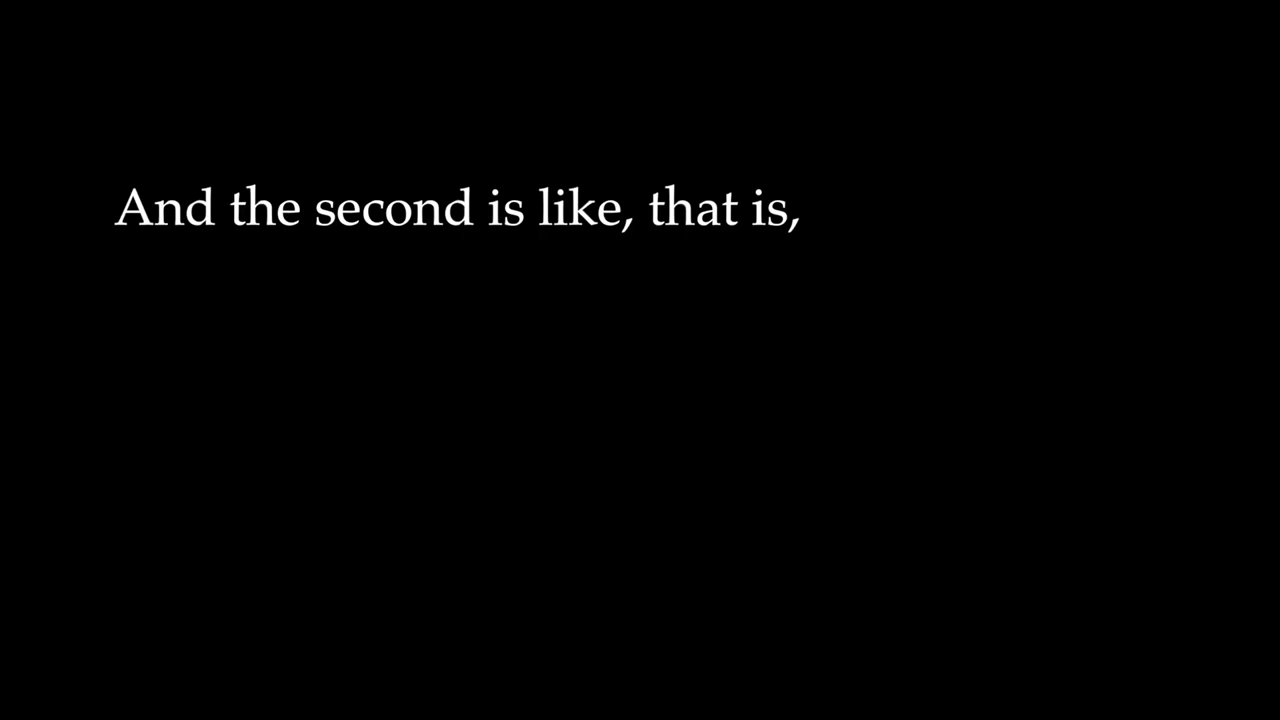 And the second is like, that is,